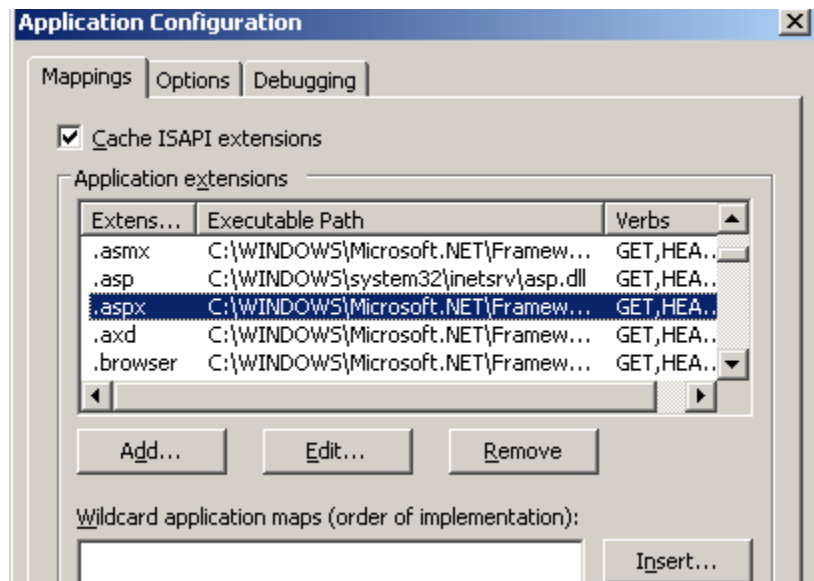 Application Configuration
Mappings Options Debugging
Cache ISAPI extensions
Application extensions
Extens... Executable Path Verbs
.asmx C:\WINDOWS\Microsoft.NET\Framew... GET,HEA..
.asp C:\WINDOWS\system32\inetsrv\asp.dll GET,HEA..
.aspx C:\WINDOWS\Microsoft.NET\Framew... GET,HEA..
.axd C:\WINDOWS\Microsoft.NET\Framew... GET,HEA..
.browser C:\WINDOWS\Microsoft.NET\Framew... GET,HEA..
Add... Edit... Remove
Wildcard application maps (order of implementation):
Insert...